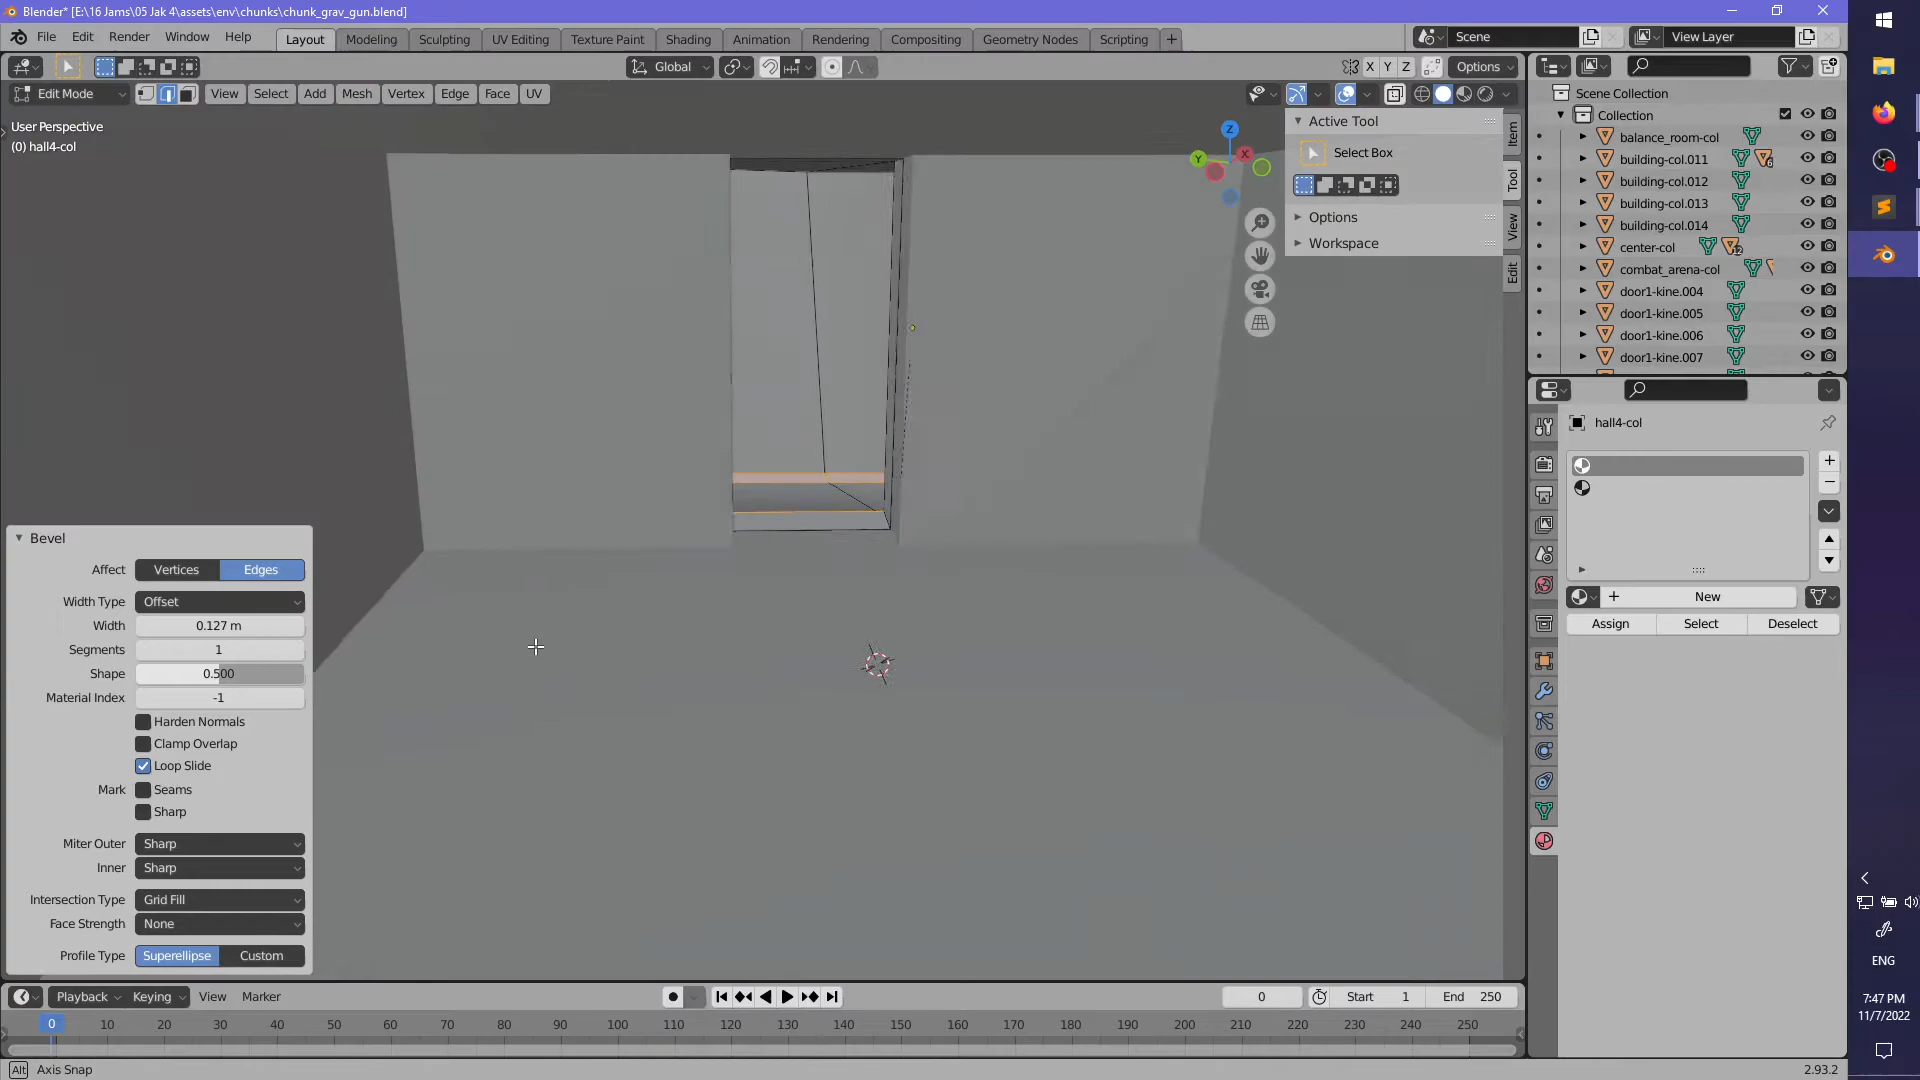 Blender* [E:\16 Jams\05 Jak 4\assets\env\chunks\chunk_grav_gun.blend]
File Edit Render Window Help Layout Modeling Sculpting UV Editing Texture Paint Shading Animation Rendering Compositing Geometry Nodes Scripting + Scene View Layer
Global X Y Z Options
Edit Mode View Select Add Mesh Vertex Edge Face UV
User Perspective
(0) hall4-col
Z
Y
X
Active Tool
Select Box
Options
Workspace
Item
Tool
View
Edit
Scene Collection
Collection
balance_room-col
building-col.011
building-col.012
building-col.013
building-col.014
center-col
combat_arena-col
door1-kine.004
door1-kine.005
door1-kine.006
door1-kine.007
hall4-col
New
Assign Select Deselect
Bevel
Affect Vertices Edges
Width Type Offset
Width 0.127 m
Segments 1
Shape 0.500
Material Index -1
Harden Normals
Clamp Overlap
Loop Slide
Mark Seams
Sharp
Miter Outer Sharp
Inner Sharp
Intersection Type Grid Fill
Face Strength None
Profile Type Superellipse Custom
Playback Keying View Marker 0 Start 1 End 250
0 10 20 30 40 50 60 70 80 90 100 110 120 130 140 150 160 170 180 190 200 210 220 230 240 250
Alt Axis Snap 2.93.2
ENG
7:47 PM
11/7/2022